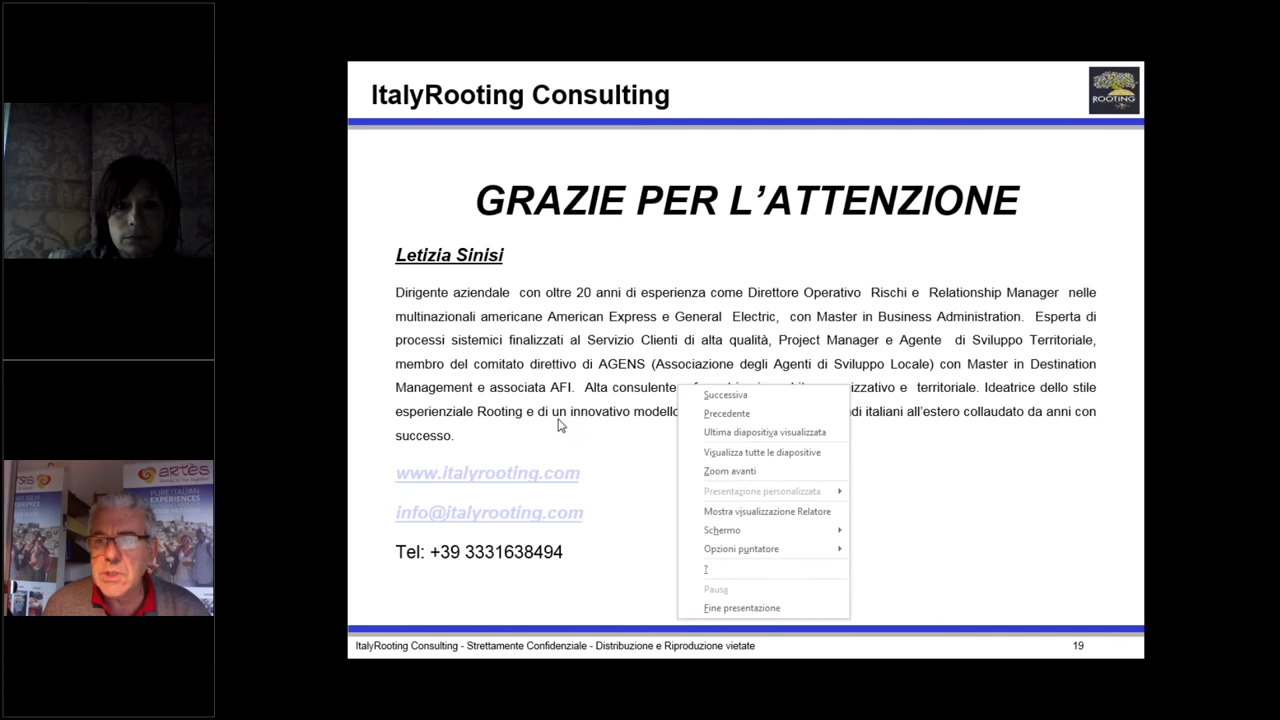 ItalyRooting Consulting
ROOTING
GRAZIE PER L'ATTENZIONE
Letizia Sinisi
Dirigente aziendale con oltre 20 anni di esperienza come Direttore Operativo Rischi e Relationship Manager nelle
multinazionali americane American Express e General Electric, con Master in Business Administration. Esperta di
processi sistemici finalizzati al Servizio Clienti di alta qualità, Project Manager e Agente di Sviluppo Territoriale,
membro del comitato direttivo di AGENS (Associazione degli Agenti di Sviluppo Locale) con Master in Destination
Management e associata AFI. Alta consulente e territoriale. Ideatrice dello stile
esperienziale Rooting e di un innovativo modello italiani all'estero collaudato da anni con
successo.
www.italyrooting.com
info@italyrooting.com
Tel: +39 3331638494
Successiva
Precedente
Ultima diapositiva visualizzata
Visualizza tutte le diapositive
Zoom avanti
Presentazione personalizzata
Mostra visualizzazione Relatore
Schermo
Opzioni puntatore
?
Pausa
Fine presentazione
ItalyRooting Consulting - Strettamente Confidenziale - Distribuzione e Riproduzione vietate
19
artès
PURE ITALIAN
EXPERIENCES